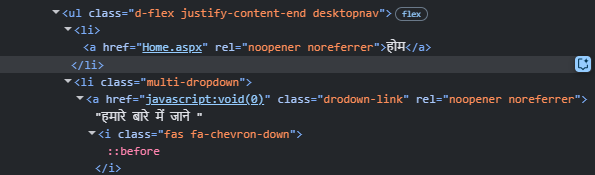 <ul class="d-flex justify-content-end desktopnav"> flex
<li>
<a href="Home.aspx" rel="noopener noreferrer">होम</a>
</li>
<li class="multi-dropdown">
<a href="javascript:void(0)" class="drodown-link" rel="noopener noreferrer">
"हमारे बारे में जाने "
<i class="fas fa-chevron-down">
::before
</i>